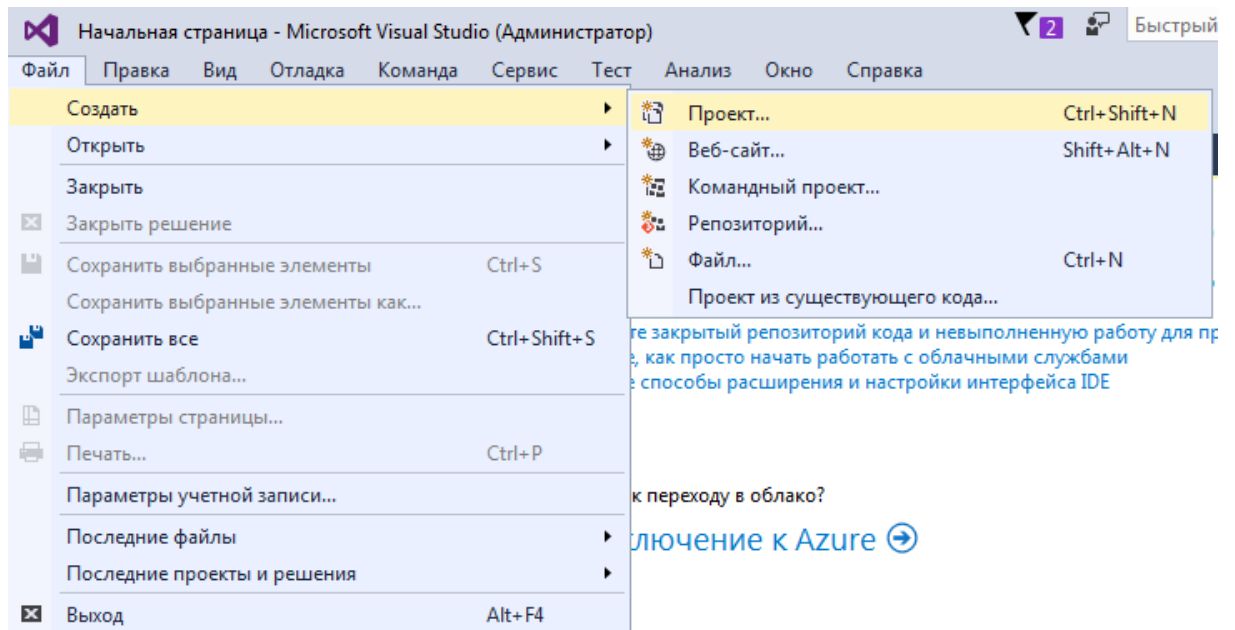 Начальная страница - Microsoft Visual Studio (Администратор)
2
Быстрый
Файл Правка Вид Отладка Команда Сервис Тест Анализ Окно Справка
Создать
Открыть
Закрыть
Закрыть решение
Сохранить выбранные элементы Ctrl+S
Сохранить выбранные элементы как...
Сохранить все Ctrl+Shift+S
Экспорт шаблона...
Параметры страницы...
Печать... Ctrl+P
Параметры учетной записи...
Последние файлы
Последние проекты и решения
Выход Alt+F4
Проект... Ctrl+Shift+N
Веб-сайт... Shift+Alt+N
Командный проект...
Репозиторий...
Файл... Ctrl+N
Проект из существующего кода...
закрытый репозиторий кода и невыполненную работу для
как просто начать работать с облачными службами
способы расширения и настройки интерфейса IDE
к переходу в облако?
ключение к Azure